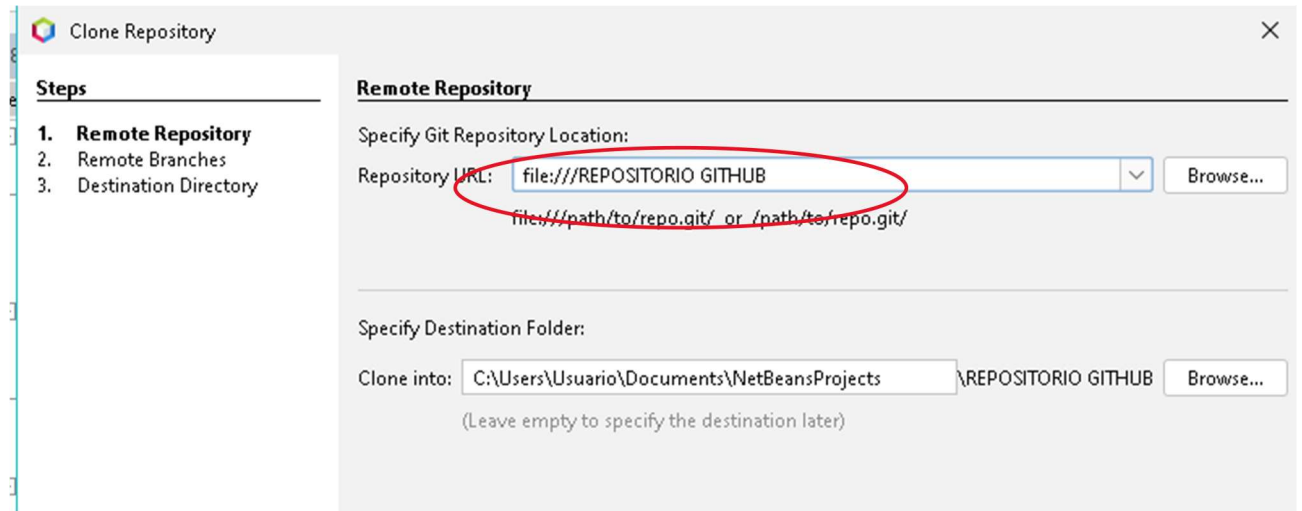 Clone Repository
Steps
1. Remote Repository
2. Remote Branches
3. Destination Directory
Remote Repository
Specify Git Repository Location:
Repository URL: file:///REPOSITORIO GITHUB Browse...
file:///path/to/repo.git/ or /path/to/repo.git/
Specify Destination Folder:
Clone into: C:\Users\Usuario\Documents\NetBeansProjects \REPOSITORIO GITHUB Browse...
(Leave empty to specify the destination later)